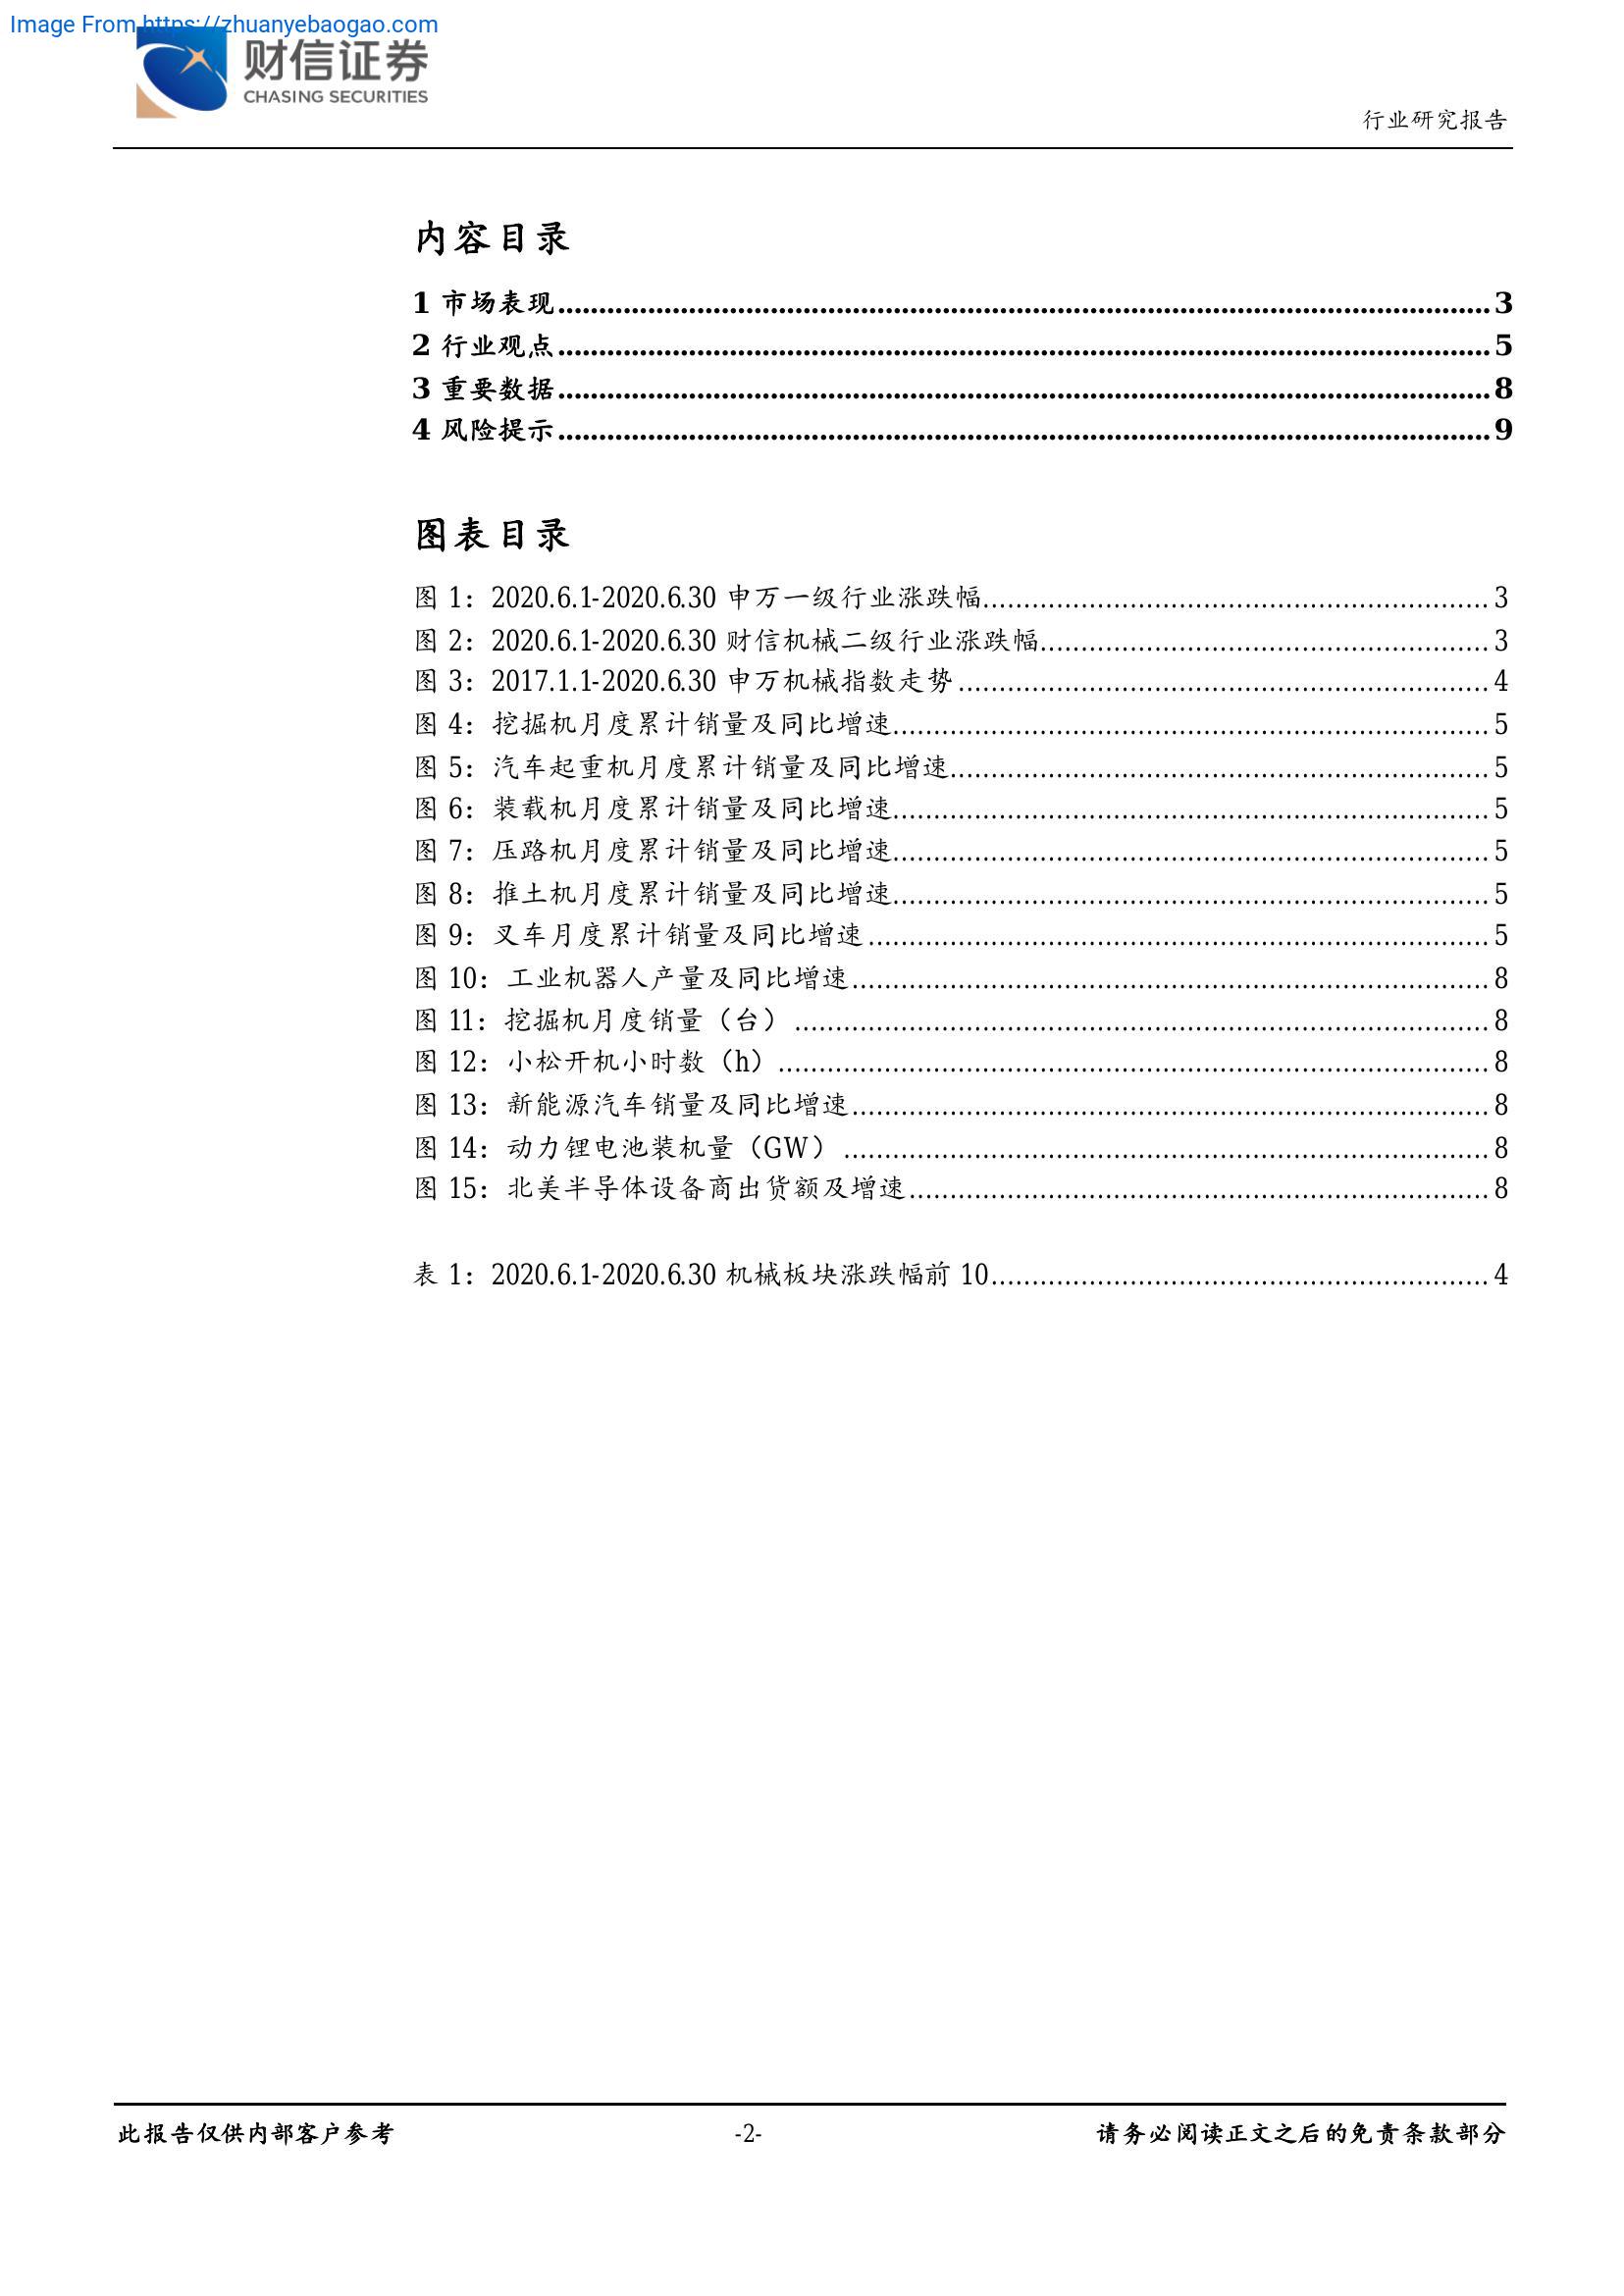 Image From https://zhuanyebaogao.com
财信证券
CHASING SECURITIES
行业研究报告
内容目录
1 市场表现........................................................................3
2 行业观点........................................................................5
3 重要数据........................................................................8
4 风险提示........................................................................9
图表目录
图 1：2020.6.1-2020.6.30 申万一级行业涨跌幅........................................................3
图 2：2020.6.1-2020.6.30 财信机械二级行业涨跌幅........................................................3
图 3：2017.1.1-2020.6.30 申万机械指数走势........................................................4
图 4：挖掘机月度累计销量及同比增速........................................................5
图 5：汽车起重机月度累计销量及同比增速........................................................5
图 6：装载机月度累计销量及同比增速........................................................5
图 7：压路机月度累计销量及同比增速........................................................5
图 8：推土机月度累计销量及同比增速........................................................5
图 9：叉车月度累计销量及同比增速........................................................5
图 10：工业机器人产量及同比增速........................................................8
图 11：挖掘机月度销量（台）........................................................8
图 12：小松开机小时数（h）........................................................8
图 13：新能源汽车销量及同比增速........................................................8
图 14：动力锂电池装机量（GW）........................................................8
图 15：北美半导体设备商出货额及增速........................................................8
表 1：2020.6.1-2020.6.30 机械板块涨跌幅前 10........................................................4
此报告仅供内部客户参考
-2-
请务必阅读正文之后的免责条款部分